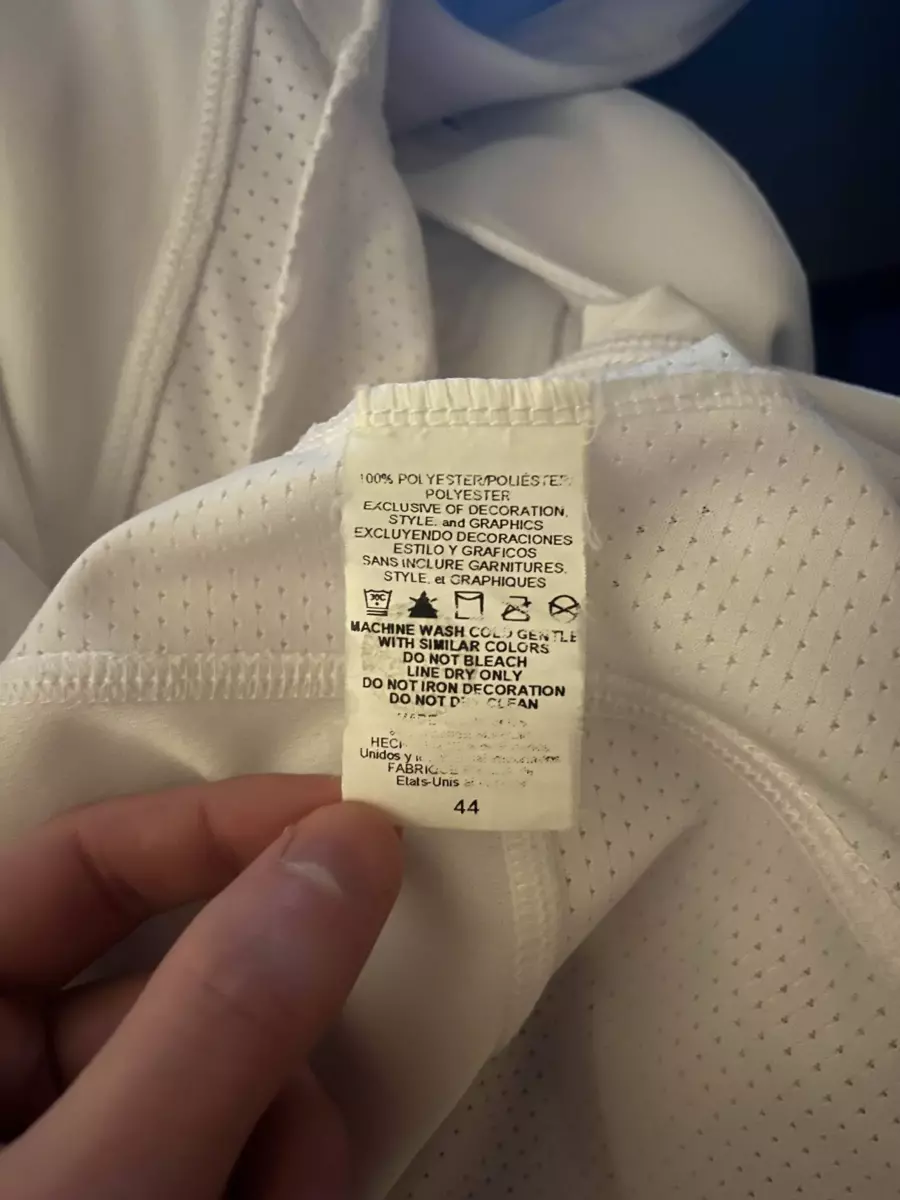 100% POLYESTER/POLIÉSTER/
POLYESTER
EXCLUSIVE OF DECORATION,
STYLE. and GRAPHICS
EXCLUYENDO DECORACIONES
ESTILO Y GRAFICOS
SANS INCLURE GARNITURES.
STYLE. et GRAPHIQUES
30C
MACHINE WASH COLD GENTLE
WITH SIMILAR COLORS
DO NOT BLEACH
LINE DRY ONLY
DO NOT IRON DECORATION
DO NOT DRY CLEAN
Unidos y
Etats-Unis
44